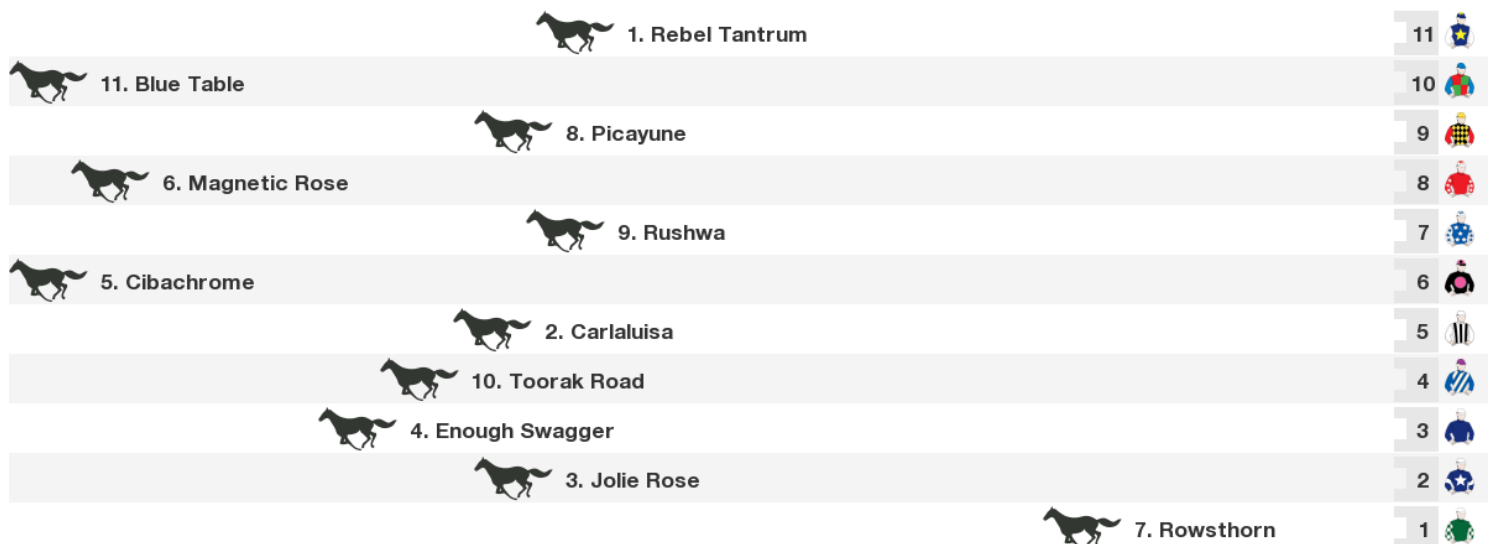 1. Rebel Tantrum 11
11. Blue Table 10
8. Picayune 9
6. Magnetic Rose 8
9. Rushwa 7
5. Cibachrome 6
2. Carlaluisa 5
10. Toorak Road 4
4. Enough Swagger 3
3. Jolie Rose 2
7. Rowsthorn 1